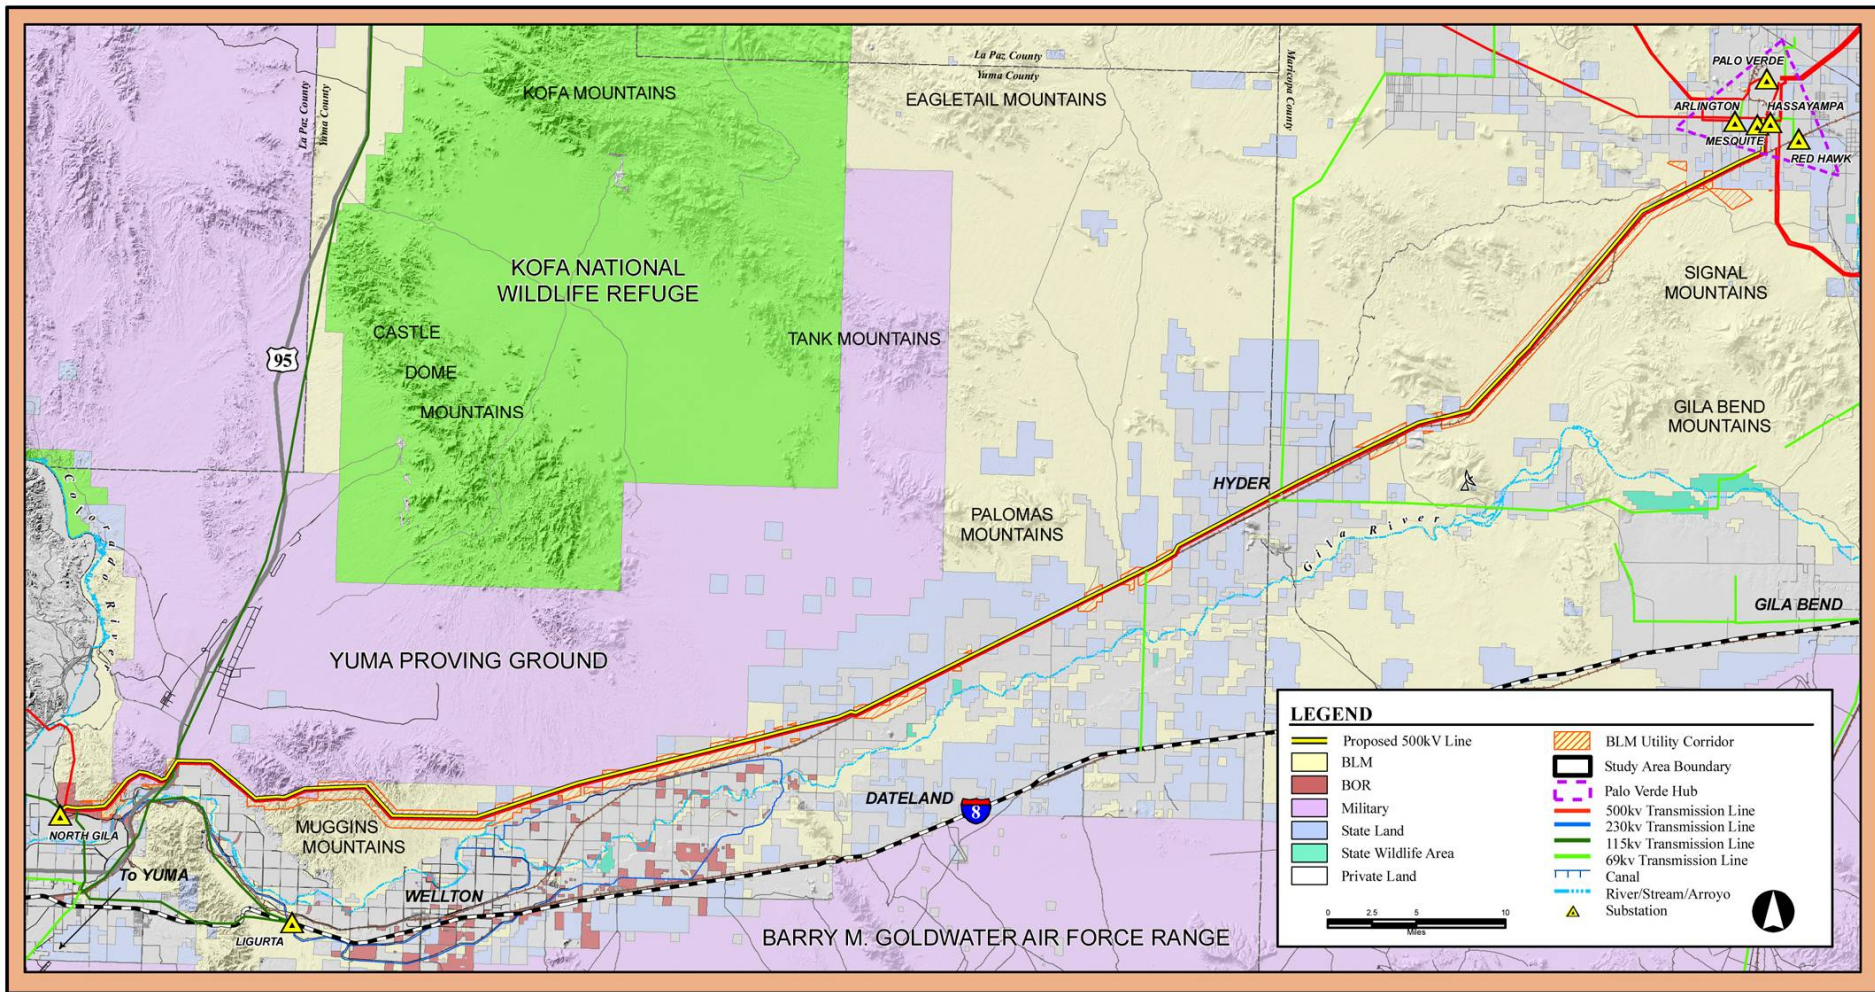 La Paz County
Yuma County
La Paz County
Yuma County
Maricopa County
KOFA MOUNTAINS
EAGLETAIL MOUNTAINS
PALO VERDE
ARLINGTON
HASSAYAMPA
MESQUITE
RED HAWK
KOFA NATIONAL
WILDLIFE REFUGE
SIGNAL
MOUNTAINS
95
CASTLE
DOME
MOUNTAINS
TANK MOUNTAINS
GILA BEND
MOUNTAINS
HYDER
PALOMAS
MOUNTAINS
Gila River
Colorado River
GILA BEND
YUMA PROVING GROUND
DATELAND
8
NORTH GILA
MUGGINS
MOUNTAINS
To YUMA
WELLTON
LIGURTA
BARRY M. GOLDWATER AIR FORCE RANGE
LEGEND
Proposed 500kV Line
BLM
BOR
Military
State Land
State Wildlife Area
Private Land
BLM Utility Corridor
Study Area Boundary
Palo Verde Hub
500kv Transmission Line
230kv Transmission Line
115kv Transmission Line
69kv Transmission Line
Canal
River/Stream/Arroyo
Substation
0 2.5 5 10
Miles